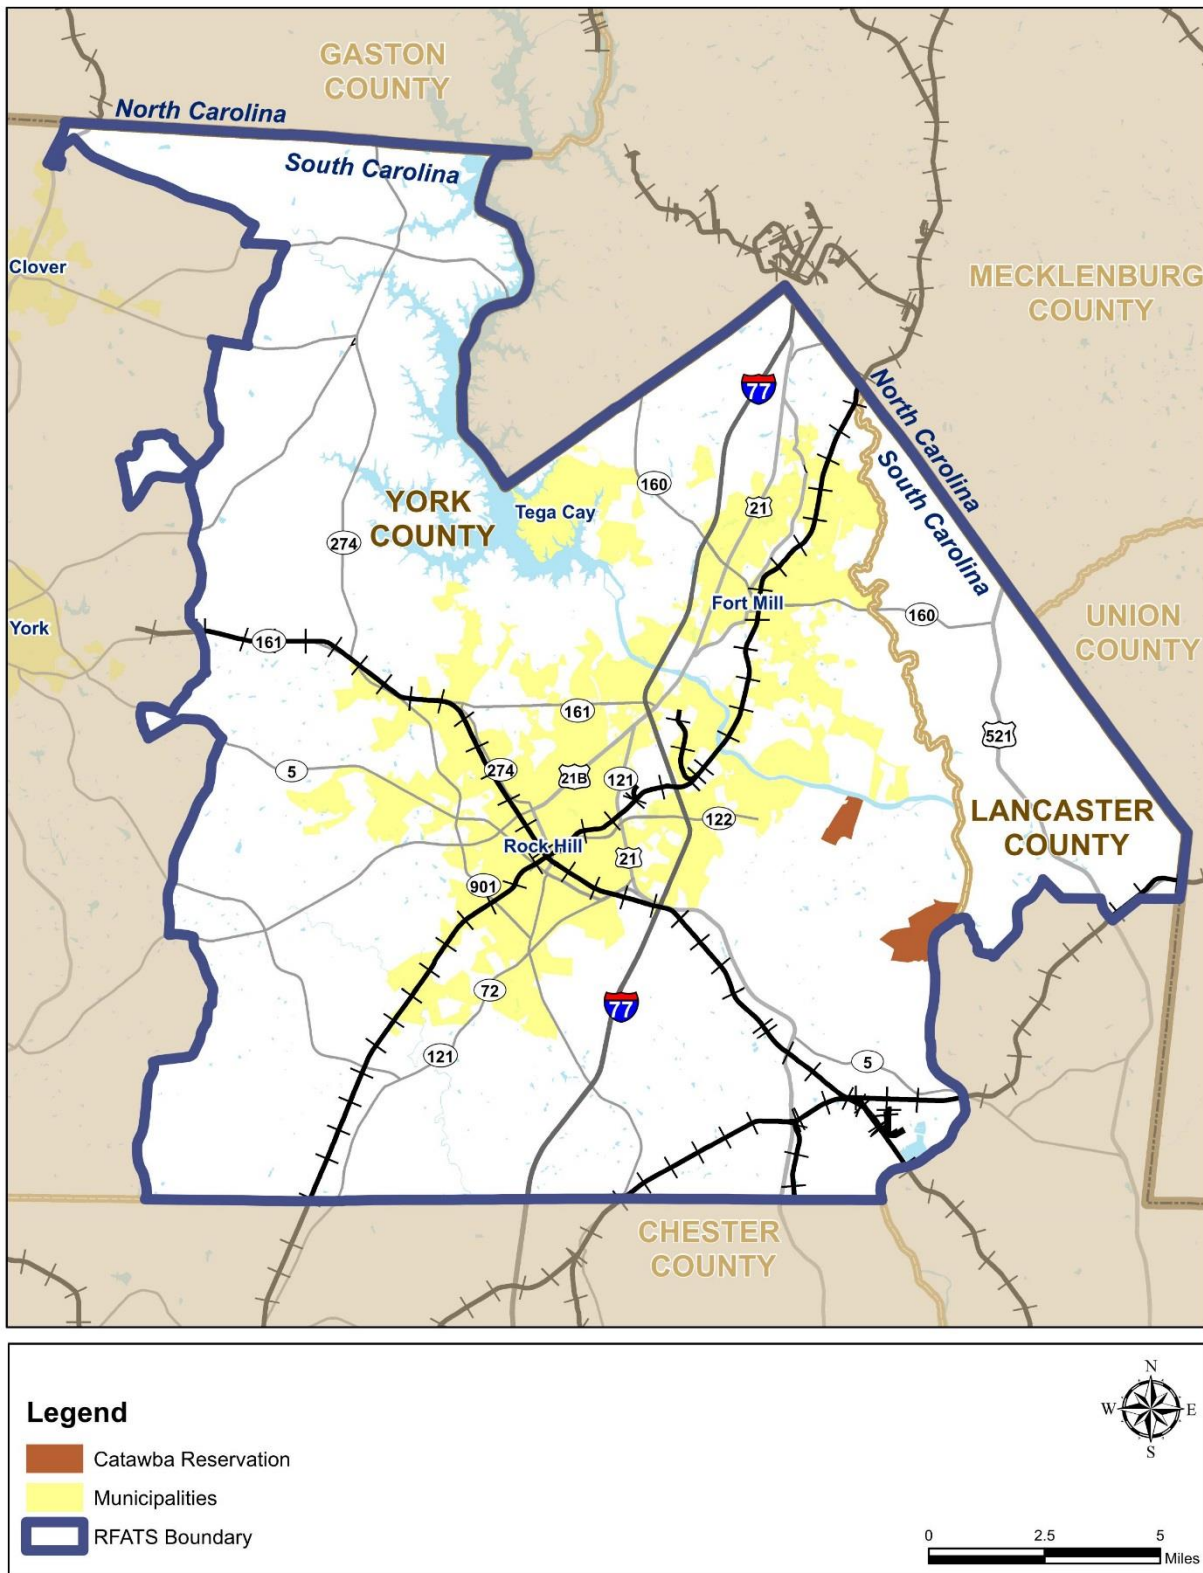 GASTON
COUNTY
North Carolina
South Carolina
Clover
MECKLENBURG
COUNTY
77
North Carolina
South Carolina
YORK
COUNTY
160
21
Tega Cay
274
Fort Mill
160
UNION
COUNTY
York
161
161
521
5
274
21B
121
122
LANCASTER
COUNTY
Rock Hill
21
901
72
77
121
5
CHESTER
COUNTY
Legend
Catawba Reservation
Municipalities
RFATS Boundary
N
W E
S
0 2.5 5
Miles